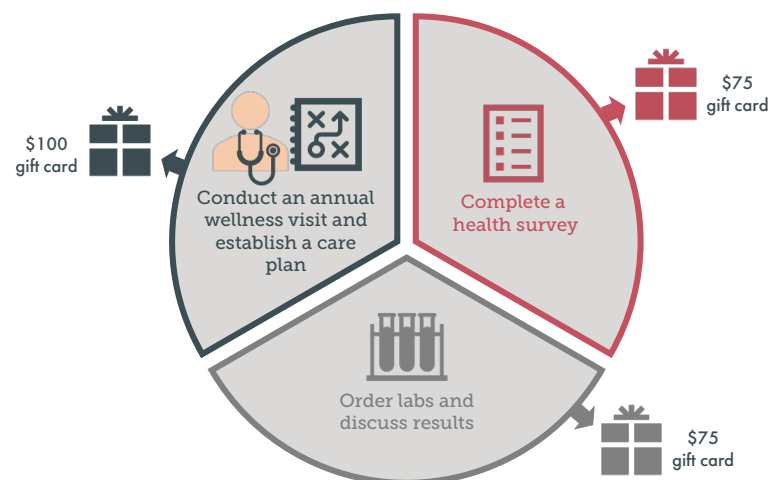 $75
gift card
$100
gift card
Conduct an annual
wellness visit and
establish a care
plan
Complete a
health survey
Order labs and
discuss results
$75
gift card